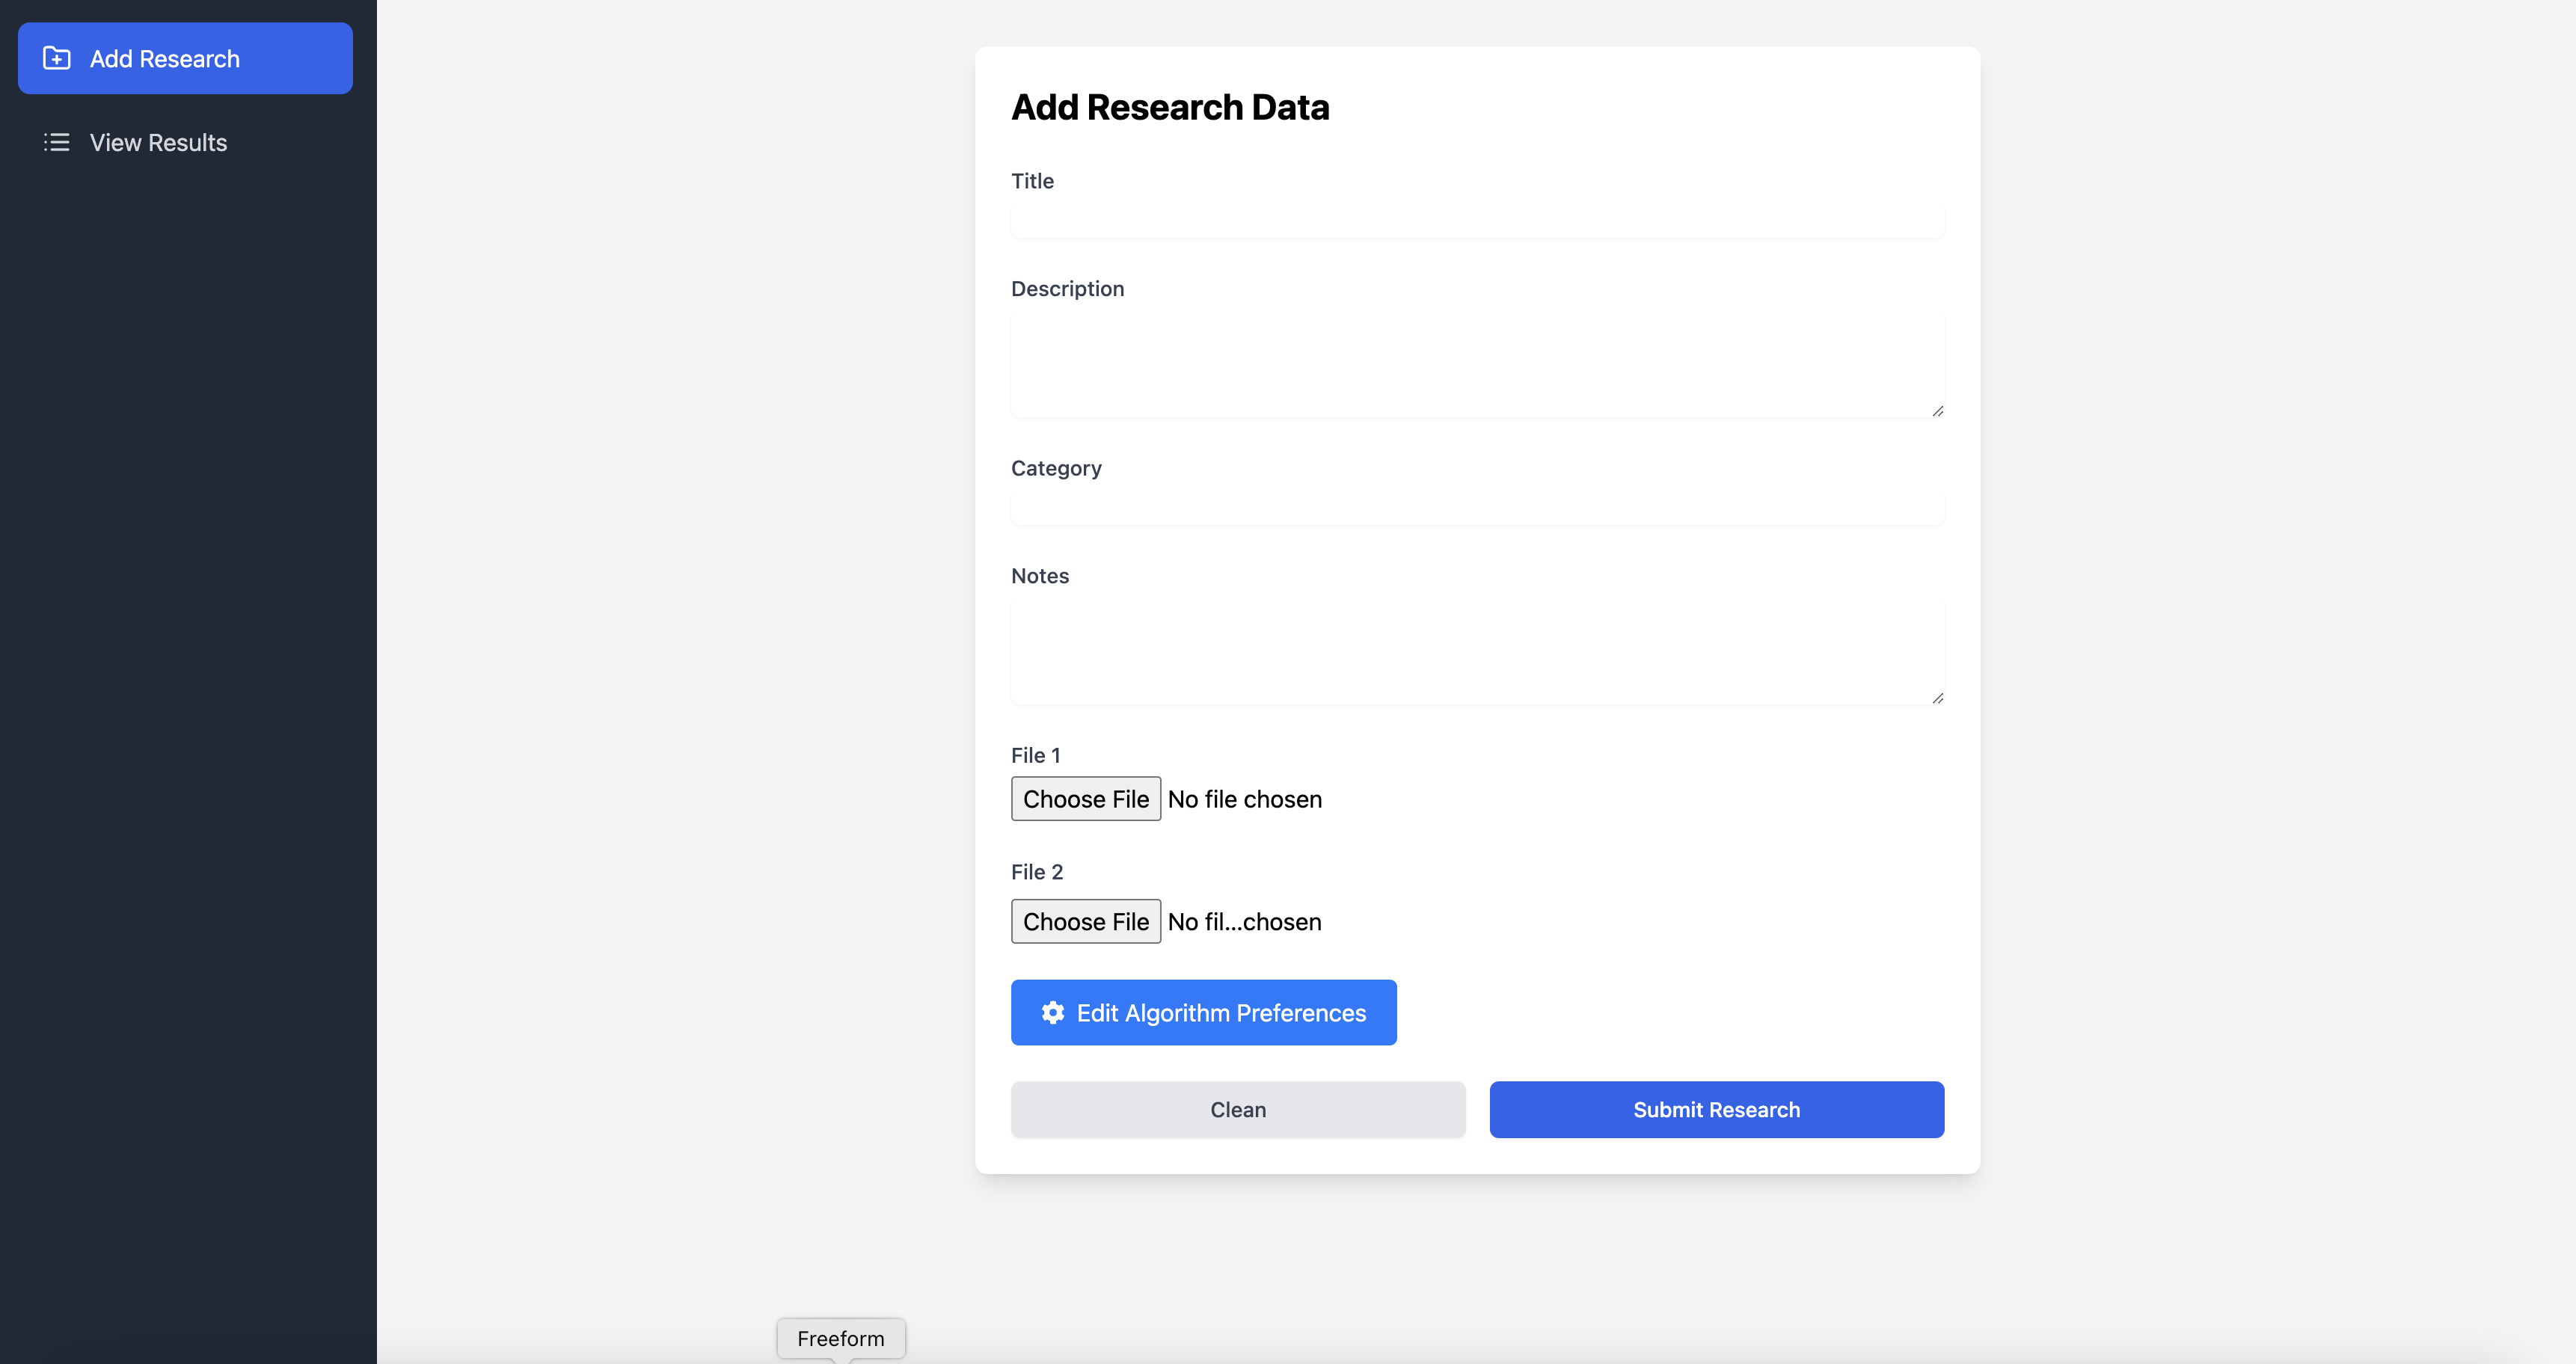 Add Research
View Results
Add Research Data
Title
Description
Category
Notes
File 1
Choose File No file chosen
File 2
Choose File No fil...chosen
Edit Algorithm Preferences
Clean
Submit Research
Freeform